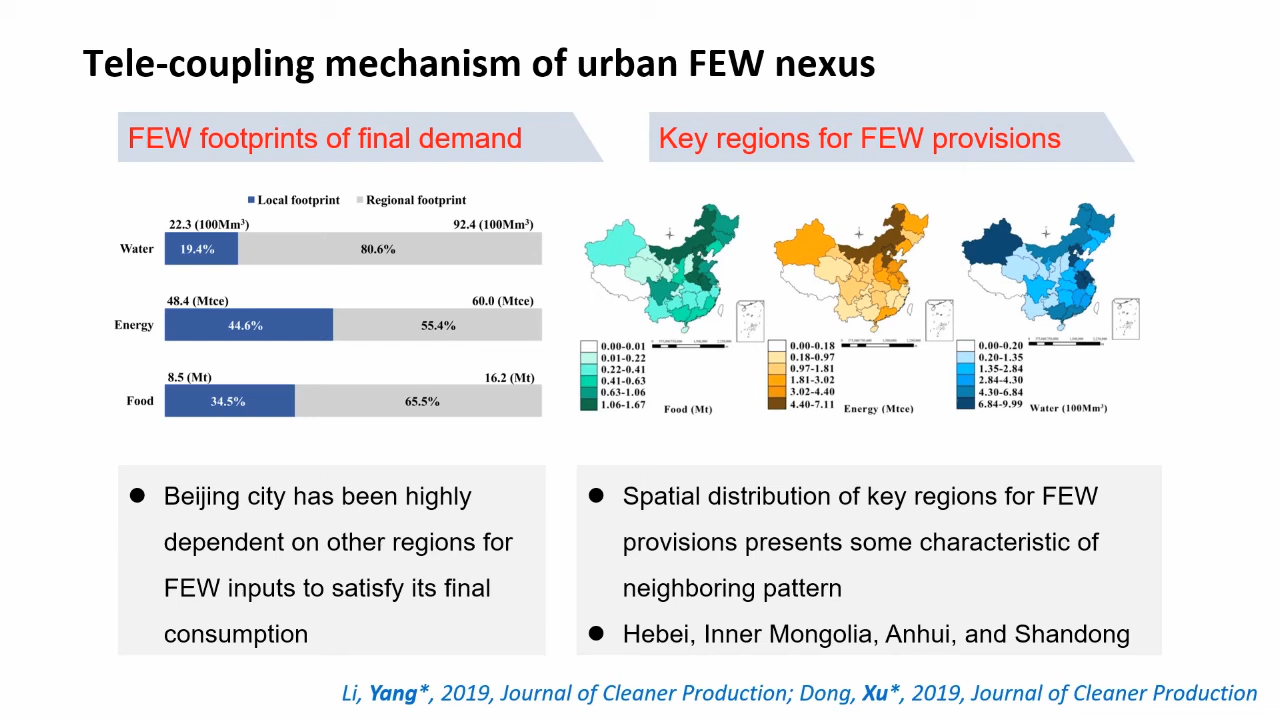 Tele-coupling mechanism of urban FEW nexus
FEW footprints of final demand
Key regions for FEW provisions
Local footprint Regional footprint
22.3 (100Mm³) 92.4 (100Mm³)
Water 19.4% 80.6%
48.4 (Mtce) 60.0 (Mtce)
Energy 44.6% 55.4%
8.5 (Mt) 16.2 (Mt)
Food 34.5% 65.5%
0.00-0.01
0.01-0.22
0.22-0.41
0.41-0.63
0.63-1.06
1.06-1.67
Food (Mt)
0.00-0.18
0.18-0.97
0.97-1.81
1.81-3.02
3.02-4.40
4.40-7.11
Energy (Mtce)
0.00-0.20
0.20-1.35
1.35-2.84
2.84-4.30
4.30-6.84
6.84-9.99
Water (100Mm³)
● Beijing city has been highly
dependent on other regions for
FEW inputs to satisfy its final
consumption
● Spatial distribution of key regions for FEW
provisions presents some characteristic of
neighboring pattern
● Hebei, Inner Mongolia, Anhui, and Shandong
Li, Yang*, 2019, Journal of Cleaner Production; Dong, Xu*, 2019, Journal of Cleaner Production